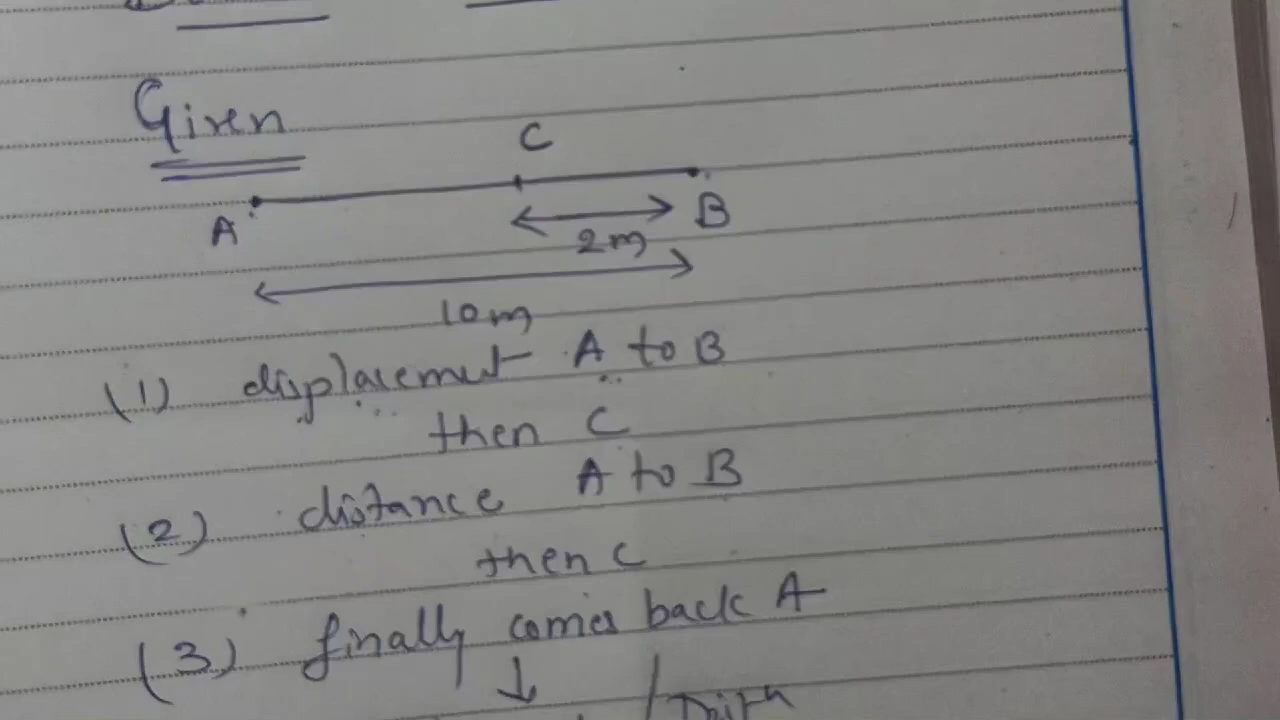 Given
C
A
B
2m
10m
(1) displacement A to B
then C
(2) distance A to B
then C
(3) finally comes back A